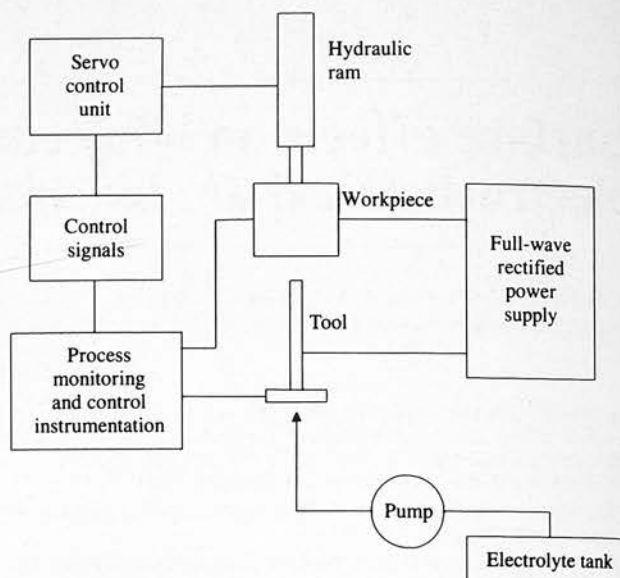 Servo
control
unit
Hydraulic
ram
Control
signals
Workpiece
Full-wave
rectified
power
supply
Tool
Process
monitoring
and control
instrumentation
Pump
Electrolyte tank